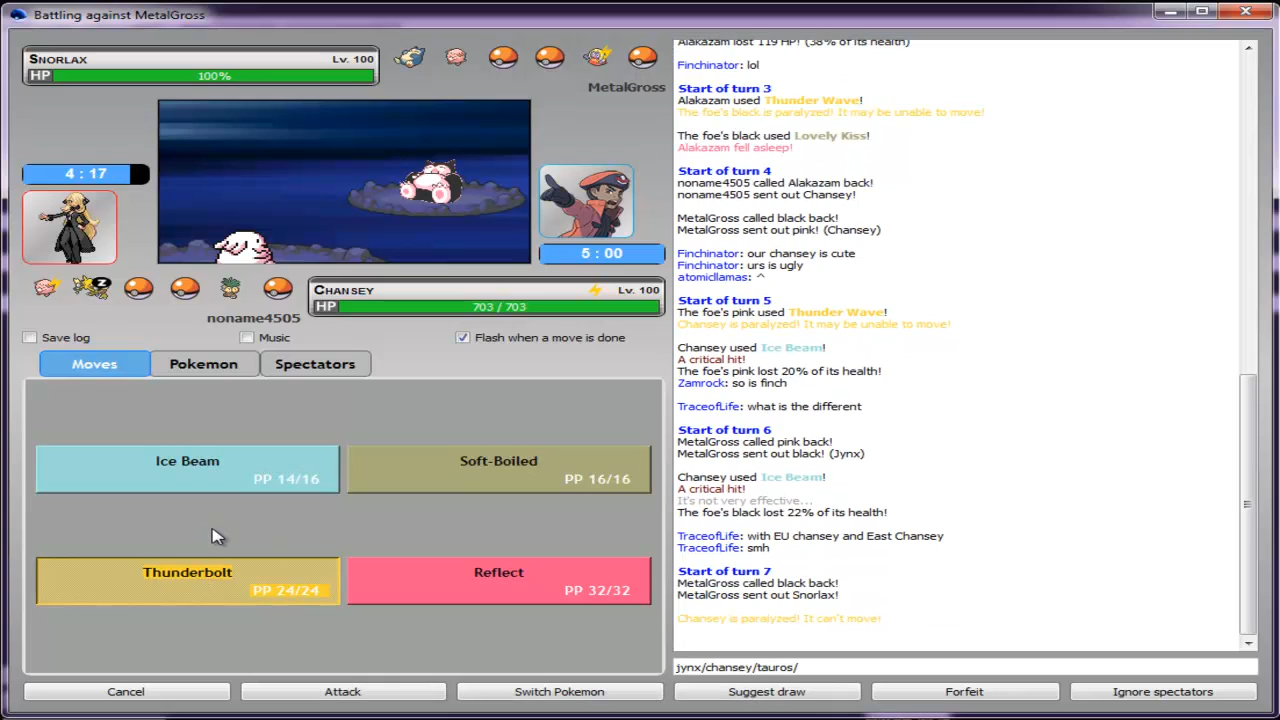 Battling against MetalGross
SNORLAX Lv. 100
HP 100%
MetalGross
4 : 17
5 : 00
CHANSEY Lv. 100
HP 703 / 703
noname4505
Save log
Music
Flash when a move is done
Moves
Pokemon
Spectators
Ice Beam
PP 14/16
Soft-Boiled
PP 16/16
Thunderbolt
PP 24/24
Reflect
PP 32/32
Cancel
Attack
Switch Pokemon
Alakazam lost 119 HP! (38% of its health)
Finchinator: lol
Start of turn 3
Alakazam used Thunder Wave!
The foe's black is paralyzed! It may be unable to move!
The foe's black used Lovely Kiss!
Alakazam fell asleep!
Start of turn 4
noname4505 called Alakazam back!
noname4505 sent out Chansey!
MetalGross called black back!
MetalGross sent out pink! (Chansey)
Finchinator: our chansey is cute
Finchinator: urs is ugly
atomicllamas: ^
Start of turn 5
The foe's pink used Thunder Wave!
Chansey is paralyzed! It may be unable to move!
Chansey used Ice Beam!
A critical hit!
The foe's pink lost 20% of its health!
Zamrock: so is finch
TraceofLife: what is the different
Start of turn 6
MetalGross called pink back!
MetalGross sent out black! (Jynx)
Chansey used Ice Beam!
A critical hit!
It's not very effective...
The foe's black lost 22% of its health!
TraceofLife: with EU chansey and East Chansey
TraceofLife: smh
Start of turn 7
MetalGross called black back!
MetalGross sent out Snorlax!
Chansey is paralyzed! It can't move!
jynx/chansey/tauros/
Suggest draw
Forfeit
Ignore spectators